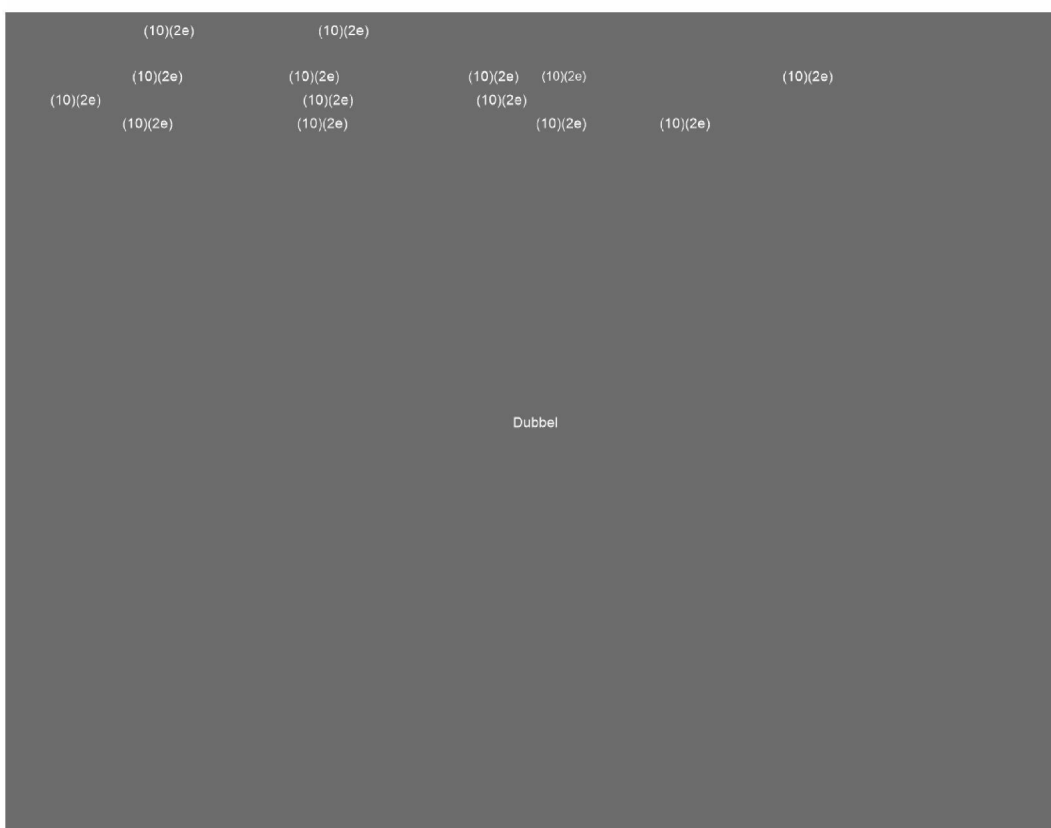 (10)(2e) (10)(2e)
(10)(2e) (10)(2e) (10)(2e) (10)(2e) (10)(2e)
(10)(2e) (10)(2e) (10)(2e)
(10)(2e) (10)(2e) (10)(2e) (10)(2e)
Dubbel